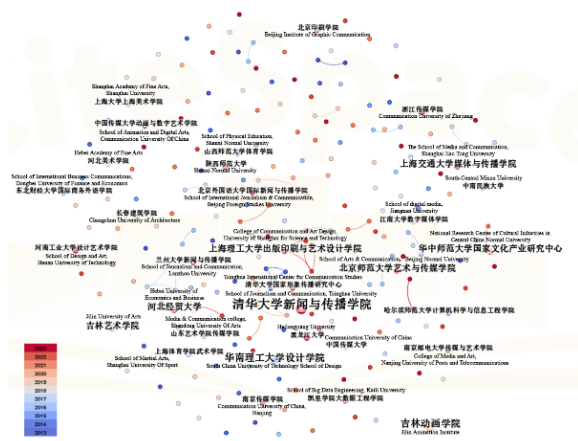 北京印刷学院
Beijing Institute of Graphic Communication
Shanghai Academy of Fine Arts,
Shanghai University
上海大学上海美术学院
浙江传媒学院
Communication University of Zhejiang
中国传媒大学动画与数字艺术学院
School of Animation and Digital Arts,
Communication University Of China
School of Physical Education,
Shanxi Normal University
山西师范大学体育学院
The School of Media and Communication,
Shanghai Jiao Tong University
上海交通大学媒体与传播学院
Hebei Academy of Fine Arts
河北美术学院
陕西师范大学
Shanxi Normal University
South-Central Minzu University
中南民族大学
School of International Business Communications,
Dongbei University of Finance and Economics
东北财经大学国际商务外语学院
北京外国语大学国际新闻与传播学院
School of International Journalism & Communication,
Beijing Foreign Studies University
School of digital media,
Jiangnan University
江南大学数字媒体学院
长春建筑学院
Changchun University of Architecture
College of Communication and Art Design,
University of Shanghai for Science and Technology
上海理工大学出版印刷与艺术设计学院
National Research Center of Cultural Industries in
Central China Normal University
华中师范大学国家文化产业研究中心
河南工业大学设计艺术学院
School of Design and Art,
Henan University of Technology
兰州大学新闻与传播学院
School of Journalism and Communication,
Lanzhou University
School of Arts & Communication, Beijing Normal University
北京师范大学艺术与传媒学院
Tsinghua International Center for Communication Studies
清华大学国家形象传播研究中心
School of Journalism and Communication, Tsinghua University
清华大学新闻与传播学院
Hebei University of
Economics and Business
河北经贸大学
哈尔滨师范大学计算机科学与信息工程学院
Jilin University of Arts
吉林艺术学院
Media & Communication college,
Shandong University Of Arts
山东艺术学院传媒学院
Heilongjiang University
黑龙江大学
Communication University of China
中国传媒大学
南京邮电大学传媒与艺术学院
College of Media and Art,
Nanjing University of Posts and Telecommunications
上海体育学院武术学院
School of Martial Arts,
Shanghai University Of Sport
华南理工大学设计学院
South China University of Technology School of Design
School of Big Data Engineering, Kaili University
凯里学院大数据工程学院
南京传媒学院
Communication University of China,
Nanjing
吉林动画学院
Jilin Animation Institute
2023
2022
2021
2020
2019
2018
2017
2016
2015
2014
2013